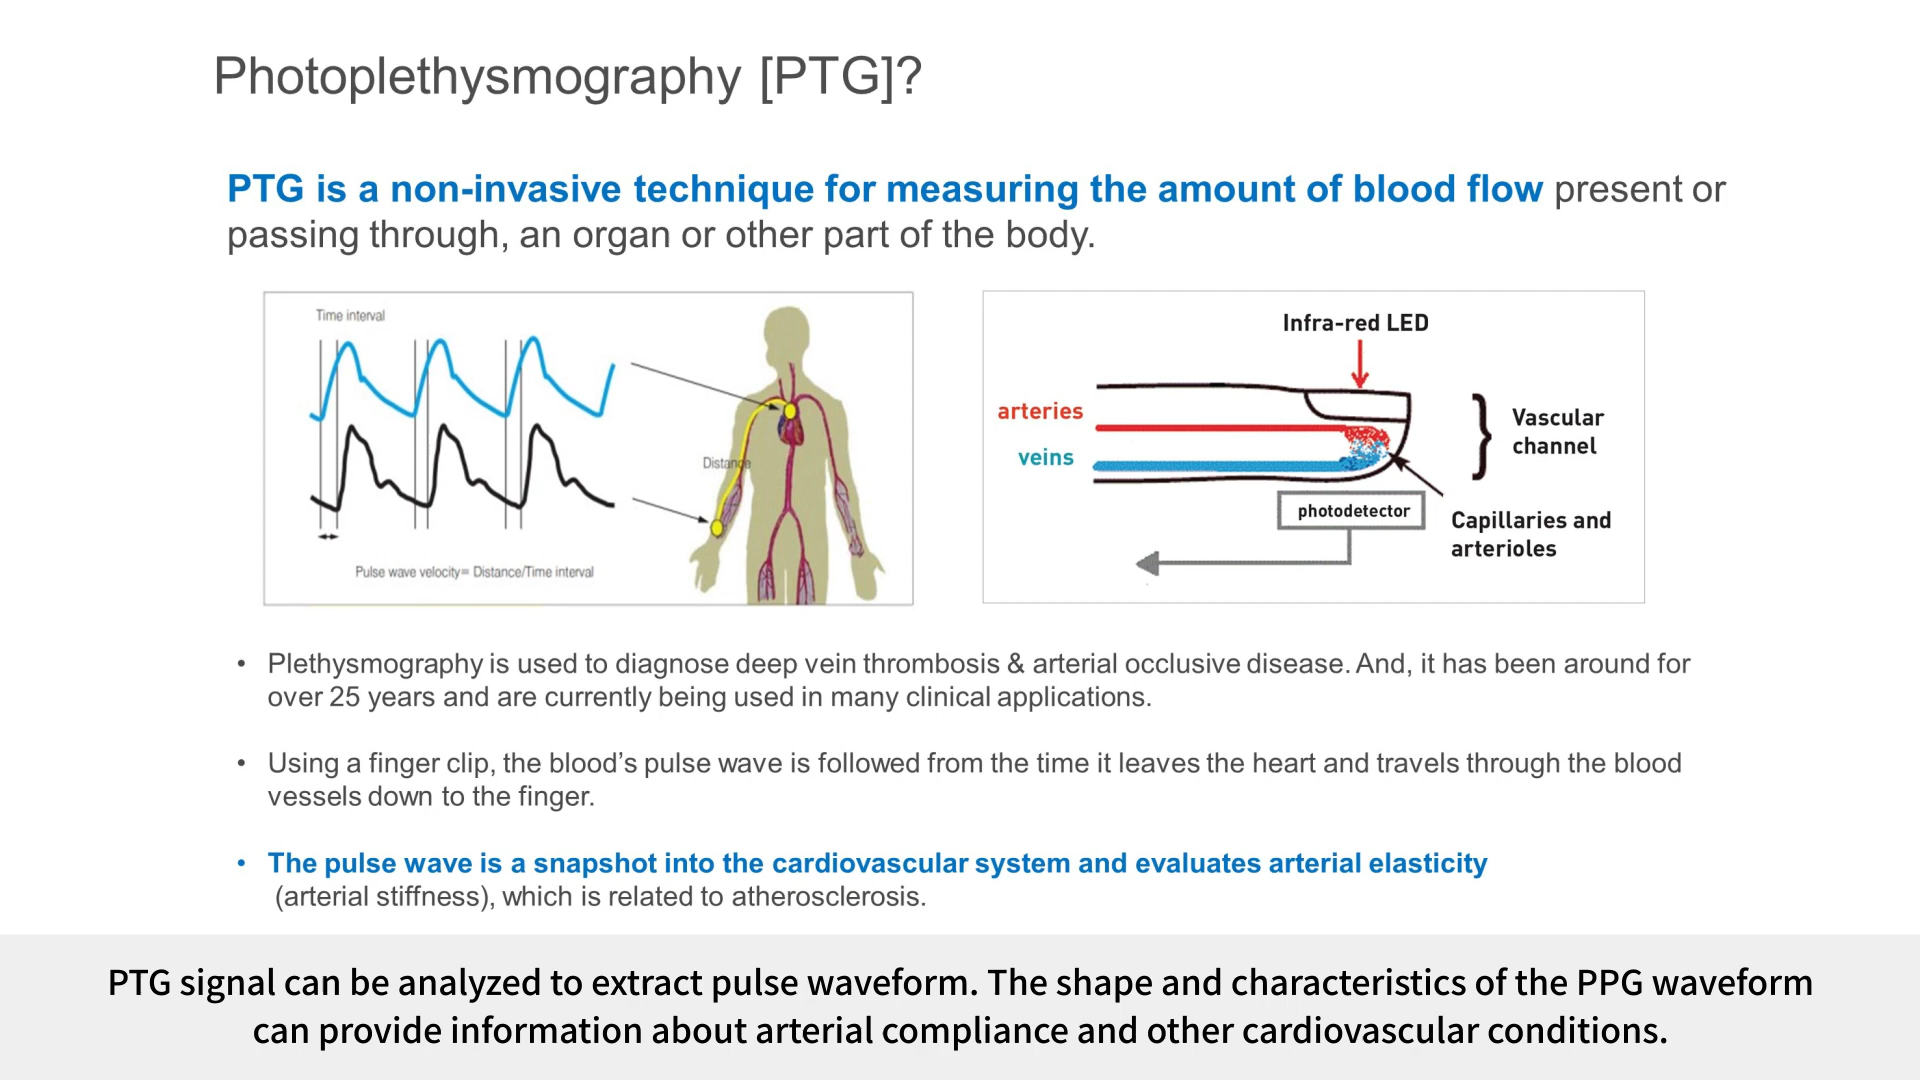 Photoplethysmography [PTG]?
PTG is a non-invasive technique for measuring the amount of blood flow present or
passing through, an organ or other part of the body.
Time interval
Distance
Pulse wave velocity= Distance/Time interval
Infra-red LED
arteries
veins
Vascular
channel
photodetector
Capillaries and
arterioles
• Plethysmography is used to diagnose deep vein thrombosis & arterial occlusive disease. And, it has been around for
over 25 years and are currently being used in many clinical applications.
• Using a finger clip, the blood’s pulse wave is followed from the time it leaves the heart and travels through the blood
vessels down to the finger.
• The pulse wave is a snapshot into the cardiovascular system and evaluates arterial elasticity
(arterial stiffness), which is related to atherosclerosis.
PTG signal can be analyzed to extract pulse waveform. The shape and characteristics of the PPG waveform
can provide information about arterial compliance and other cardiovascular conditions.